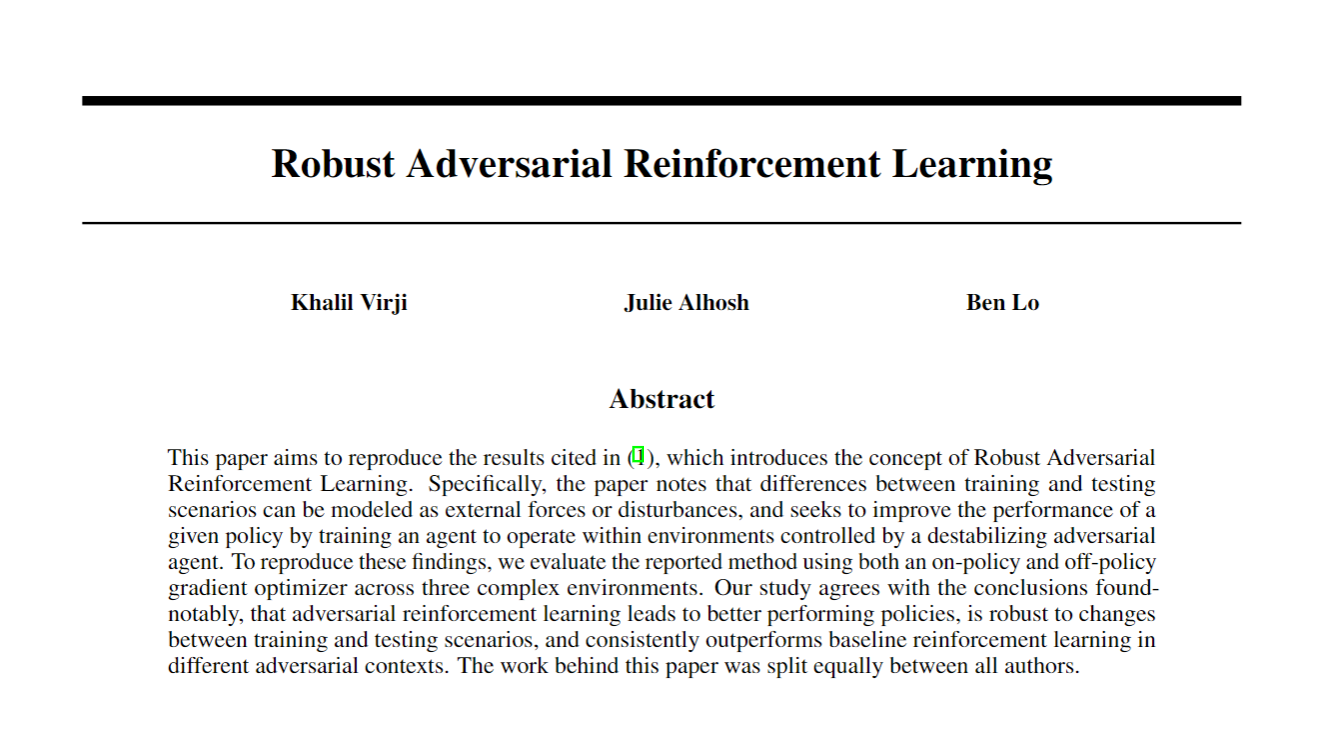 Robust Adversarial Reinforcement Learning
Khalil Virji Julie Alhosh Ben Lo
Abstract
This paper aims to reproduce the results cited in (1), which introduces the concept of Robust Adversarial
Reinforcement Learning. Specifically, the paper notes that differences between training and testing
scenarios can be modeled as external forces or disturbances, and seeks to improve the performance of a
given policy by training an agent to operate within environments controlled by a destabilizing adversarial
agent. To reproduce these findings, we evaluate the reported method using both an on-policy and off-policy
gradient optimizer across three complex environments. Our study agrees with the conclusions found-
notably, that adversarial reinforcement learning leads to better performing policies, is robust to changes
between training and testing scenarios, and consistently outperforms baseline reinforcement learning in
different adversarial contexts. The work behind this paper was split equally between all authors.